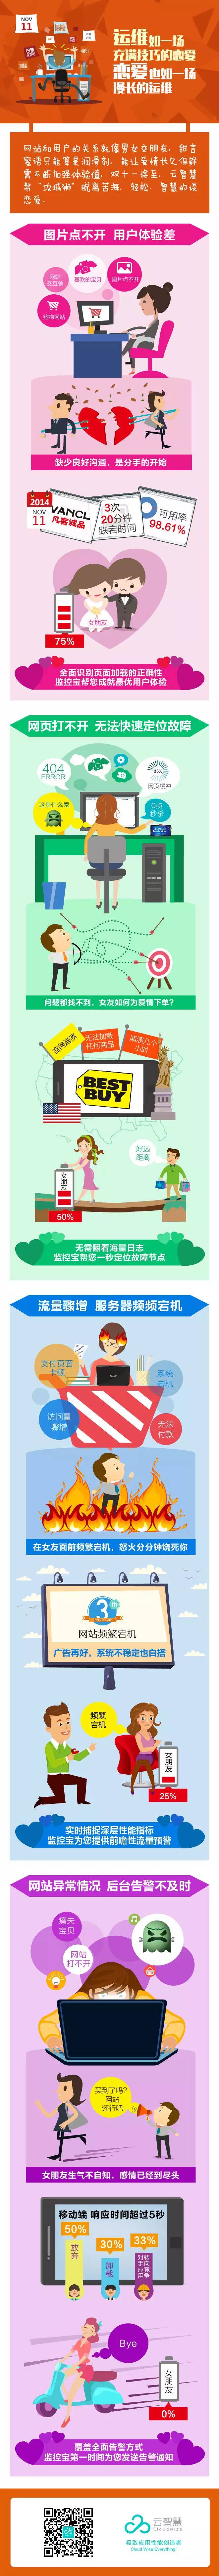 NOV
11
运维如一场
充满技巧的恋爱
恋爱也如一场
漫长的运维
网站和用户的关系就像男女交朋友，甜言
蜜语只能算是润滑剂，能让爱情持久保鲜
需不断加强体验值，双十一将至，云智慧
帮“攻城狮”脱离苦海，轻松、智慧的谈
恋爱。
图片点不开 用户体验差
网站
变页面
喜欢的宝贝
图片点不开
购物网站
缺少良好沟通，是分手的开始
2014
NOV
11
VANCL
凡客诚品
3次
20分钟
跌宕时间
可用率
98.61%
女朋友
75%
全面识别页面加载的正确性
监控宝帮您成就最优用户体验
网页打不开 无法快速定位故障
404
ERROR
25%
网页缓冲
这是什么鬼
0点
秒杀
23:59
问题都找不到，女友如何为爱情下单？
官网崩溃
无法加载
任何商品
崩溃几个
小时
BEST
BUY
好远
距离
女朋友
50%
无需翻看海量日志
监控宝帮您一秒定位故障节点
流量骤增 服务器频频宕机
支付页面
卡顿
系统
宕机
访问量
骤增
无法
付款
在女友面前频繁宕机，怒火分分钟烧死你
3th
网站频繁宕机
广告再好，系统不稳定也白搭
频繁
宕机
女朋友
25%
实时捕捉深层性能指标
监控宝为您提供前瞻性流量预警
网站异常情况 后台告警不及时
痛失
宝贝
网站
打不开
买到了吗？
网站
还行吧
女朋友生气不自知，感情已经到尽头
移动端 响应时间超过5秒
50%
放弃
30%
卸载
33%
转向竞争
对手应用
Bye
女朋友
0%
覆盖全面告警方式
监控宝第一时间为您发送告警通知
云智慧
CLOUDWISE
极致应用性能创造者
Cloud Wise·Everything!